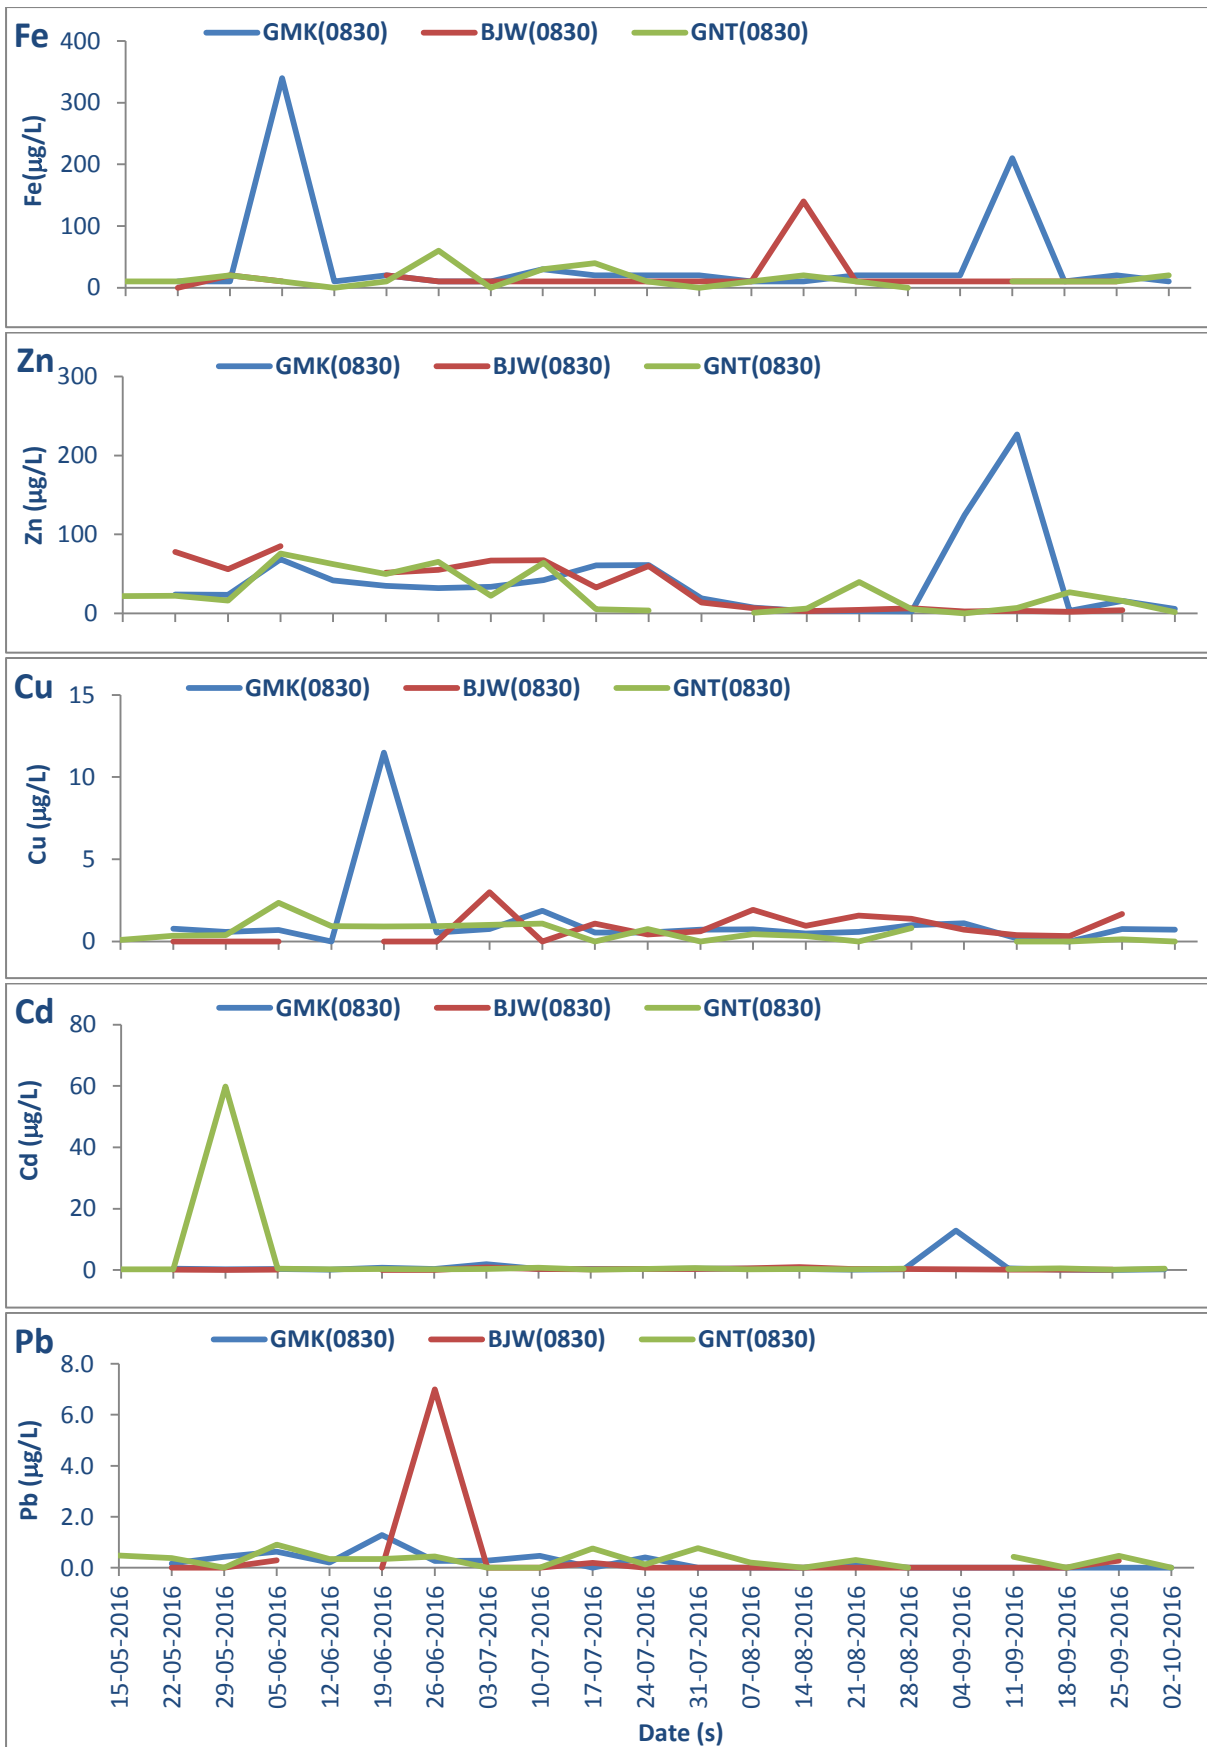 Fe
GMK(0830) BJW(0830) GNT(0830)
400
300
200
100
0
Fe(µg/L)
Zn
GMK(0830) BJW(0830) GNT(0830)
300
200
100
0
Zn (µg/L)
Cu
GMK(0830) BJW(0830) GNT(0830)
15
10
5
0
Cu (µg/L)
Cd
GMK(0830) BJW(0830) GNT(0830)
80
60
40
20
0
Cd (µg/L)
Pb
GMK(0830) BJW(0830) GNT(0830)
8.0
6.0
4.0
2.0
0.0
Pb (µg/L)
15-05-2016
22-05-2016
29-05-2016
05-06-2016
12-06-2016
19-06-2016
26-06-2016
03-07-2016
10-07-2016
17-07-2016
24-07-2016
31-07-2016
07-08-2016
14-08-2016
21-08-2016
28-08-2016
04-09-2016
11-09-2016
18-09-2016
25-09-2016
02-10-2016
Date (s)